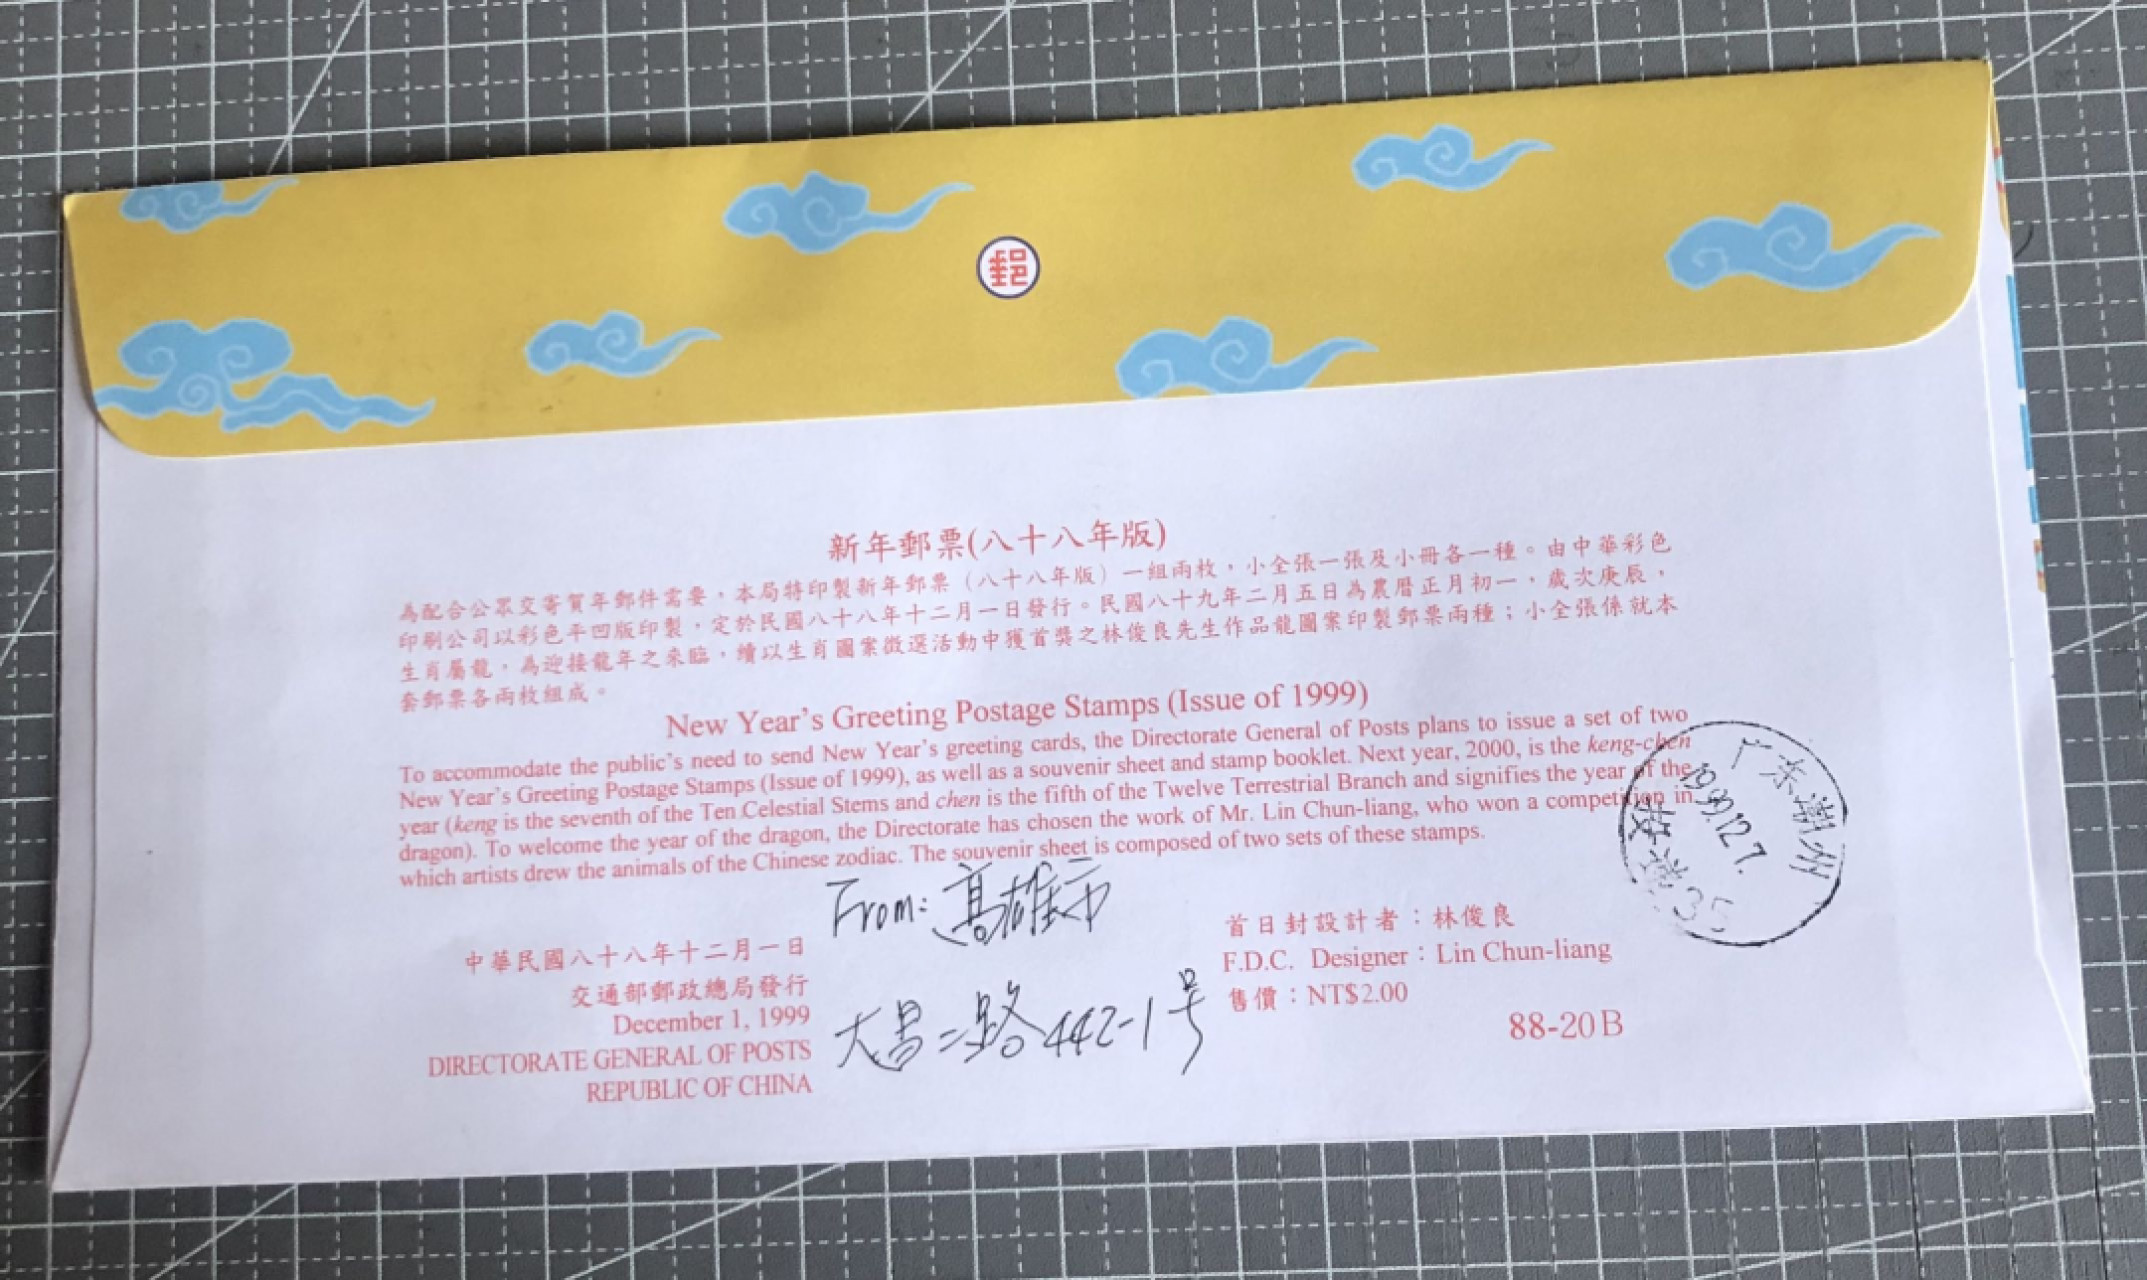 郵
新年郵票(八十八年版)
為配合公眾交寄賀年郵件需要，本局特印製新年郵票（八十八年版）一組兩枚，小全張一張及小冊各一種。由中華彩色
印刷公司以彩色平凹版印製，定於民國八十八年十二月一日發行。民國八十九年二月五日為農曆正月初一，歲次庚辰，
生肖屬龍，為迎接龍年之來臨，續以生肖圖案徵選活動中獲首獎之林俊良先生作品龍圖案印製郵票兩種；小全張係就本
套郵票各兩枚組成。
New Year's Greeting Postage Stamps (Issue of 1999)
To accommodate the public's need to send New Year's greeting cards, the Directorate General of Posts plans to issue a set of two
New Year's Greeting Postage Stamps (Issue of 1999), as well as a souvenir sheet and stamp booklet. Next year, 2000, is the keng-chen
year (keng is the seventh of the Ten Celestial Stems and chen is the fifth of the Twelve Terrestrial Branch and signifies the year of the
dragon). To welcome the year of the dragon, the Directorate has chosen the work of Mr. Lin Chun-liang, who won a competition in
which artists drew the animals of the Chinese zodiac. The souvenir sheet is composed of two sets of these stamps.
广东潮州
1999.12.7.
35
From: 高雄市
大昌二路442-1号
中華民國八十八年十二月一日
交通部郵政總局發行
December 1, 1999
DIRECTORATE GENERAL OF POSTS
REPUBLIC OF CHINA
首日封設計者：林俊良
F.D.C. Designer：Lin Chun-liang
售價：NT$2.00
88-20B